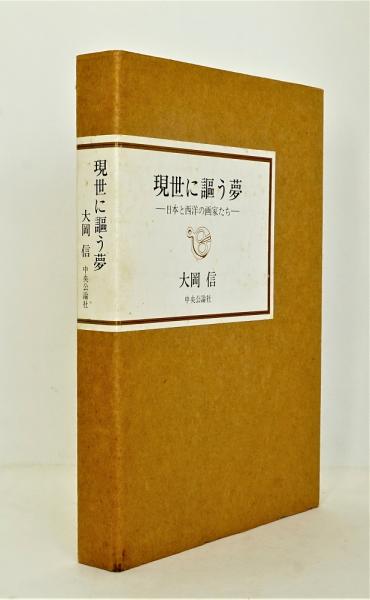 現世に謳う夢
大岡 信
中央公論社
現世に謳う夢
―日本と西洋の画家たち―
大岡 信
中央公論社